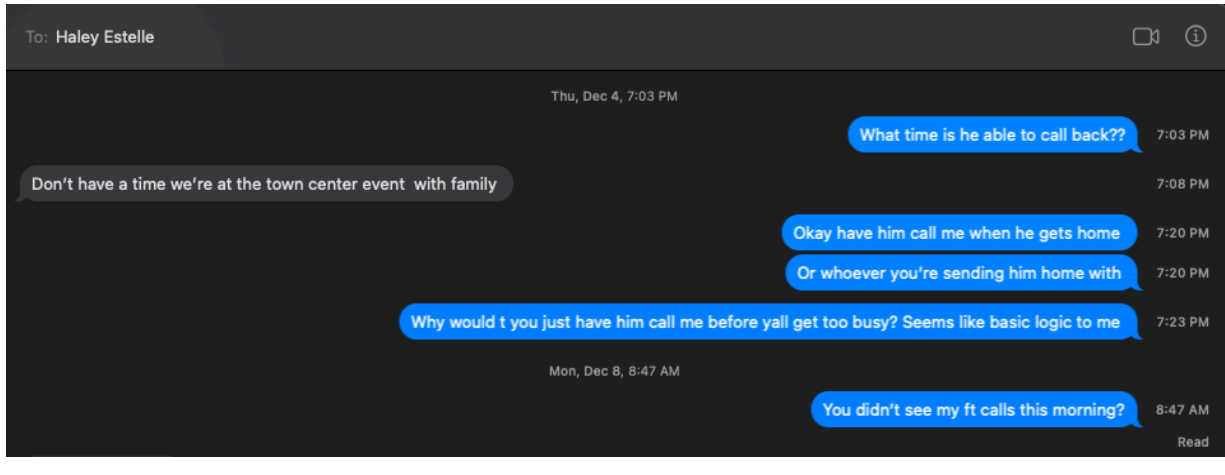 To: Haley Estelle
Thu, Dec 4, 7:03 PM
What time is he able to call back?? 7:03 PM
Don't have a time we're at the town center event  with family 7:08 PM
Okay have him call me when he gets home 7:20 PM
Or whoever you're sending him home with 7:20 PM
Why would t you just have him call me before yall get too busy? Seems like basic logic to me 7:23 PM
Mon, Dec 8, 8:47 AM
You didn't see my ft calls this morning? 8:47 AM
Read